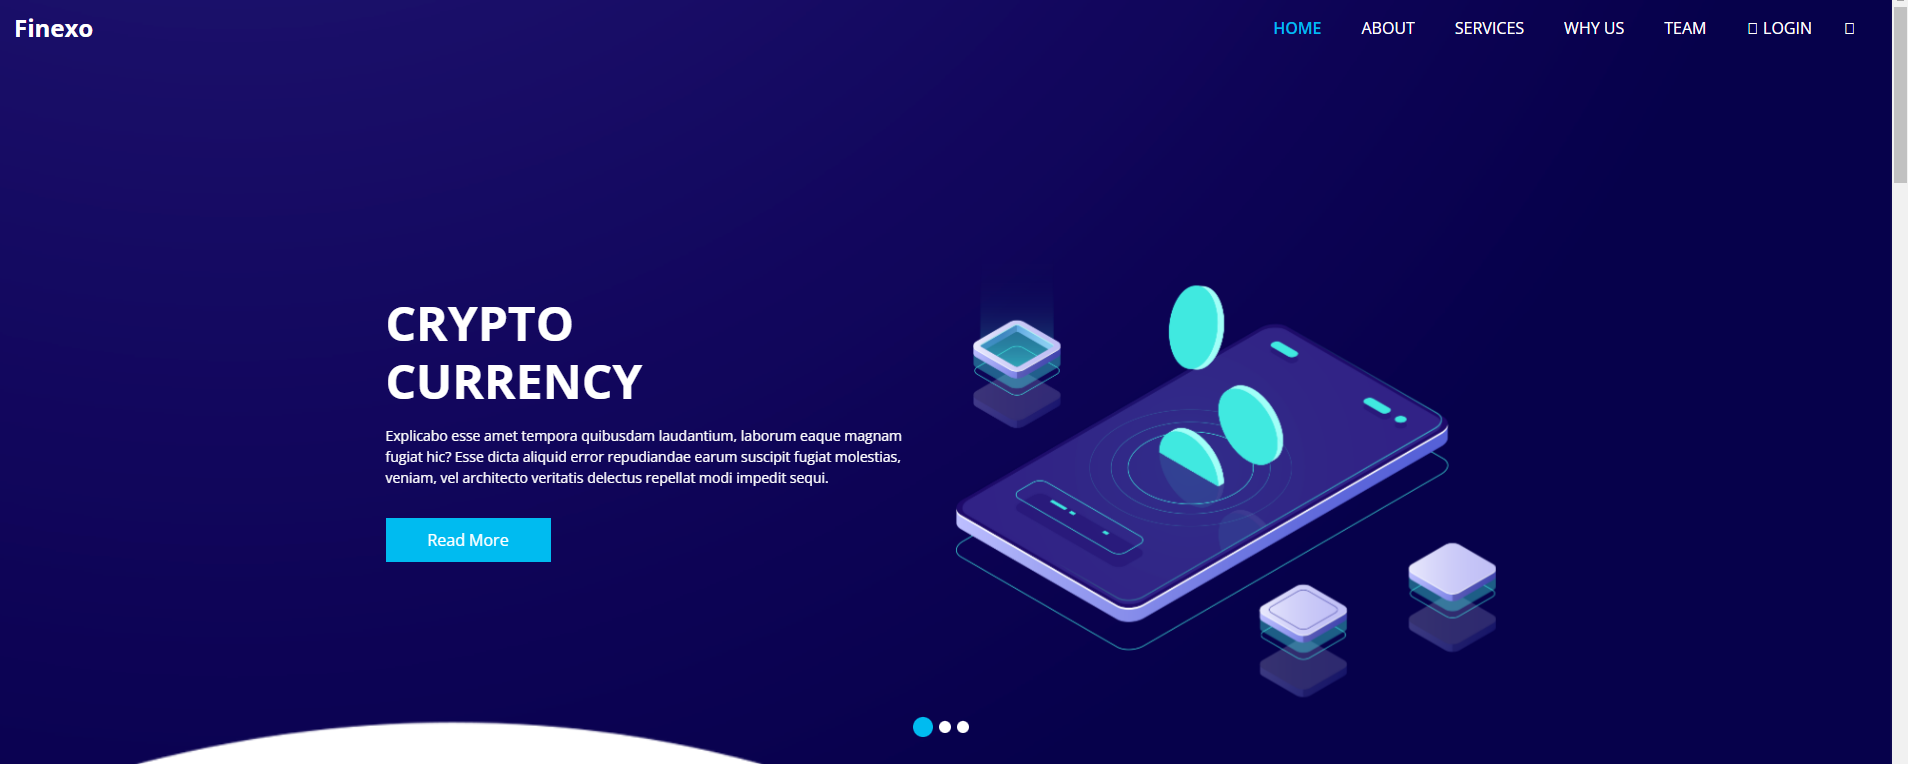 Finexo
HOME ABOUT SERVICES WHY US TEAM LOGIN
CRYPTO
CURRENCY
Explicabo esse amet tempora quibusdam laudantium, laborum eaque magnam
fugiat hic? Esse dicta aliquid error repudiandae earum suscipit fugiat molestias,
veniam, vel architecto veritatis delectus repellat modi impedit sequi.
Read More